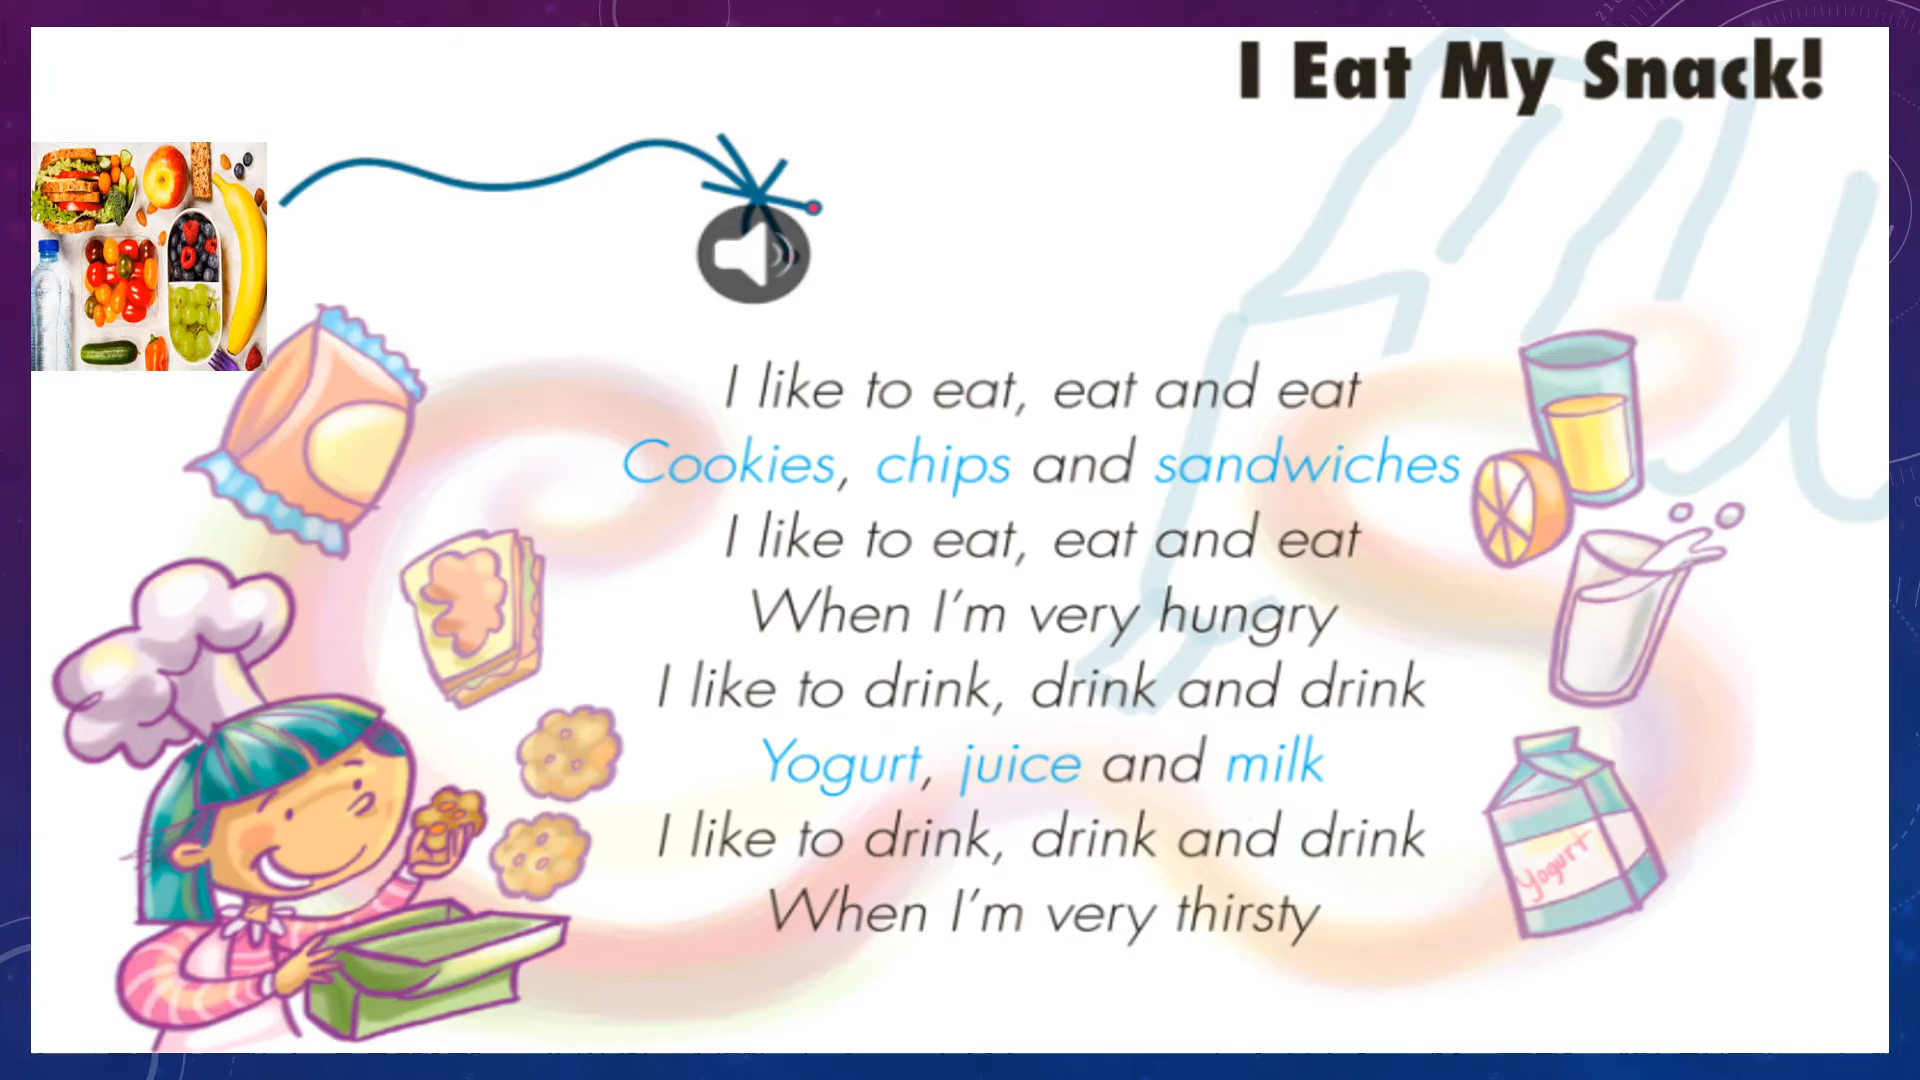 I Eat My Snack!
I like to eat, eat and eat
Cookies, chips and sandwiches
I like to eat, eat and eat
When I'm very hungry
I like to drink, drink and drink
Yogurt, juice and milk
I like to drink, drink and drink
When I'm very thirsty
Yogurt